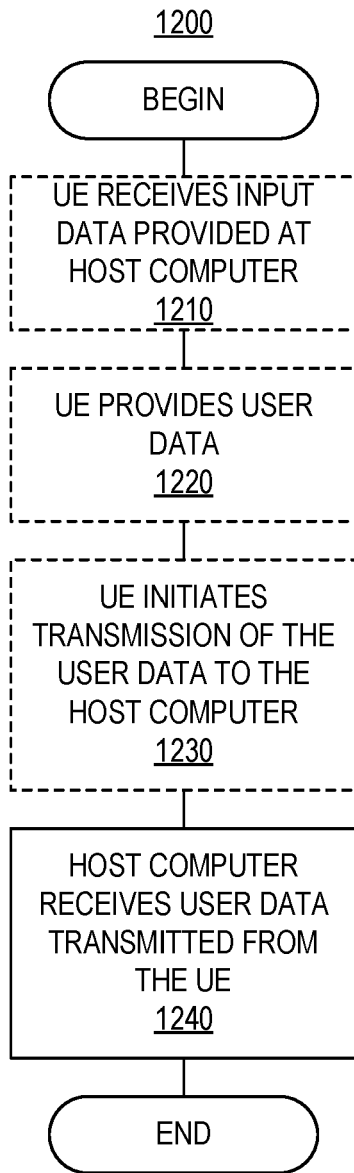 1200
BEGIN
UE RECEIVES INPUT
DATA PROVIDED AT
HOST COMPUTER
1210
UE PROVIDES USER
DATA
1220
UE INITIATES
TRANSMISSION OF THE
USER DATA TO THE
HOST COMPUTER
1230
HOST COMPUTER
RECEIVES USER DATA
TRANSMITTED FROM
THE UE
1240
END